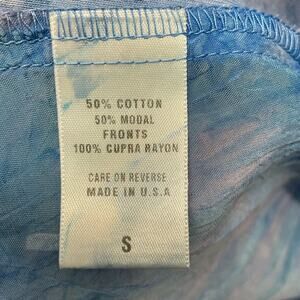 50% COTTON
50% MODAL
FRONTS
100% CUPRA RAYON
CARE ON REVERSE
MADE IN U.S.A
S